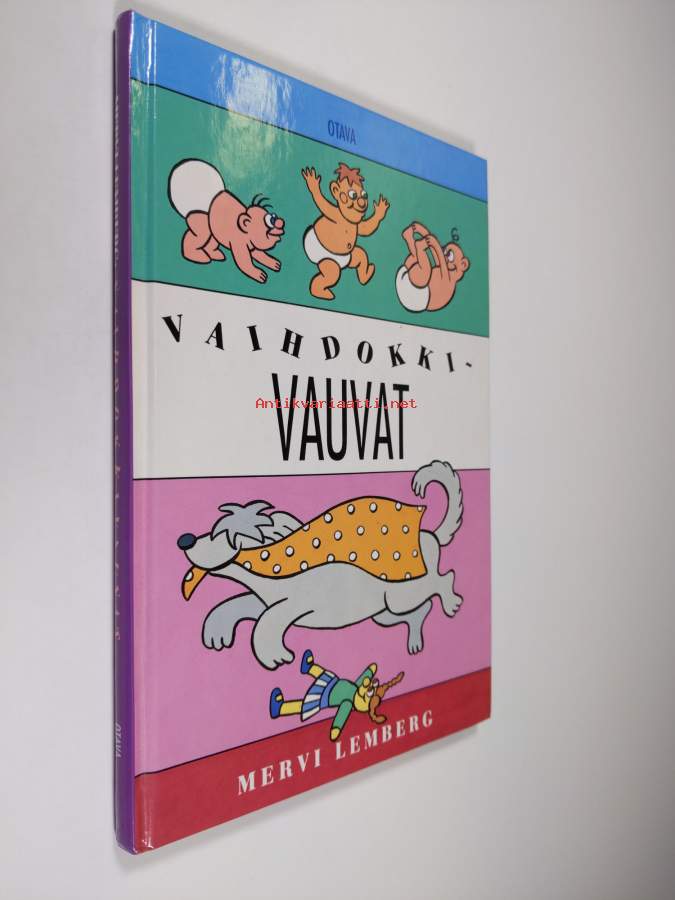 OTAVA
VAIHDOKKI-
Antikvariaatti.net
VAUVAT
MERVI LEMBERG
OTAVA